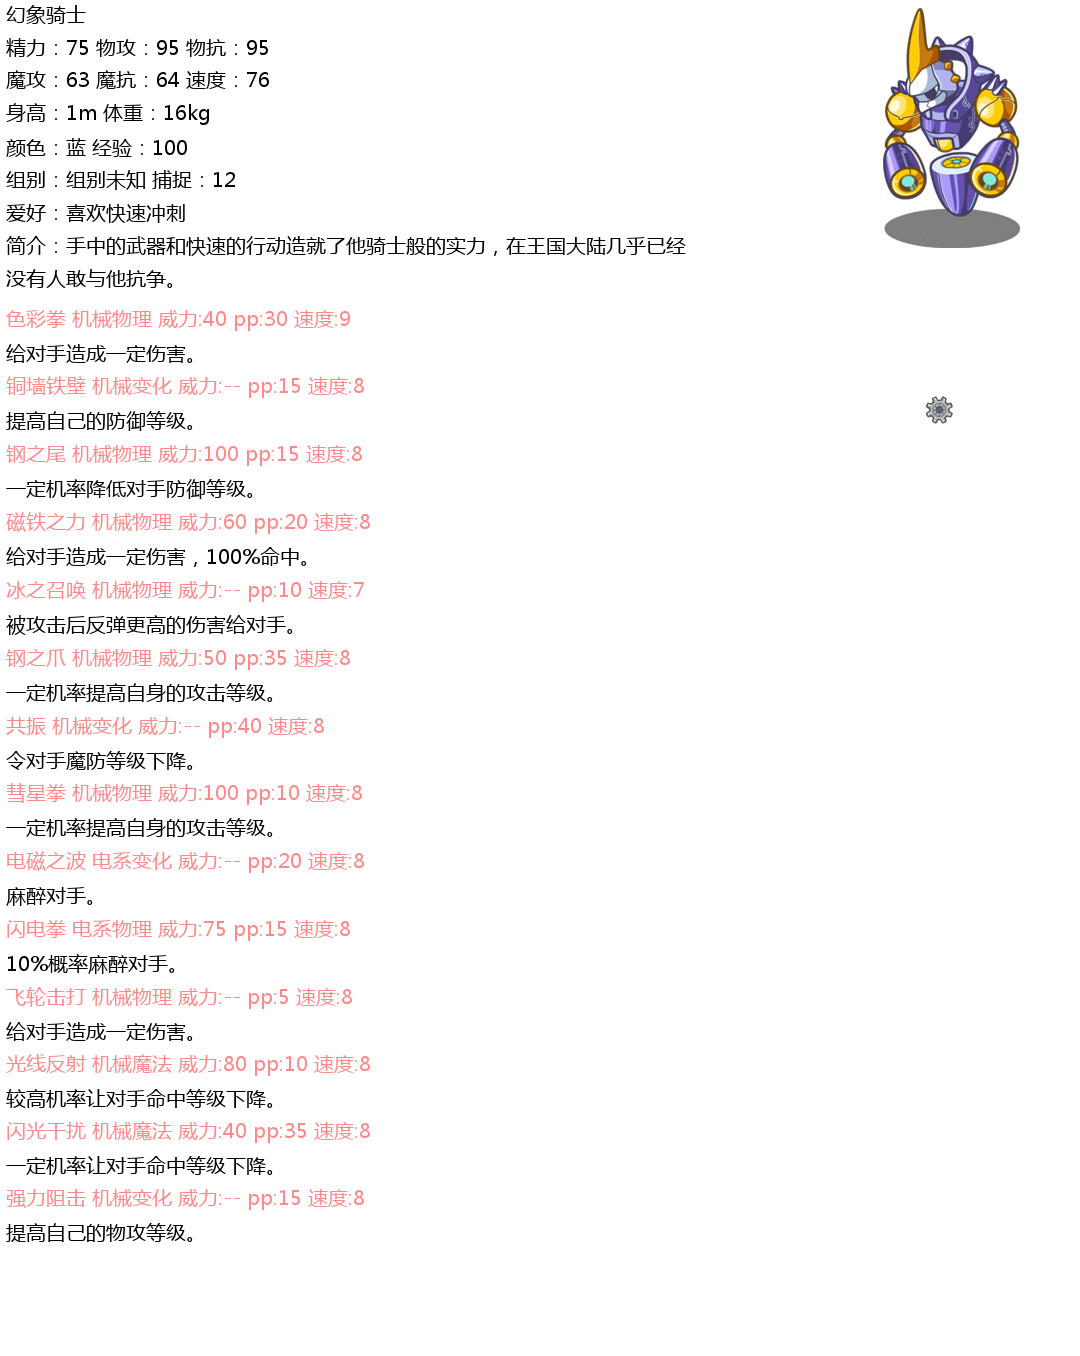 幻象骑士
精力：75 物攻：95 物抗：95
魔攻：63 魔抗：64 速度：76
身高：1m 体重：16kg
颜色：蓝 经验：100
组别：组别未知 捕捉：12
爱好：喜欢快速冲刺
简介：手中的武器和快速的行动造就了他骑士般的实力，在王国大陆几乎已经
没有人敢与他抗争。
色彩拳 机械物理 威力:40 pp:30 速度:9
给对手造成一定伤害。
铜墙铁壁 机械变化 威力:-- pp:15 速度:8
提高自己的防御等级。
钢之尾 机械物理 威力:100 pp:15 速度:8
一定机率降低对手防御等级。
磁铁之力 机械物理 威力:60 pp:20 速度:8
给对手造成一定伤害，100%命中。
冰之召唤 机械物理 威力:-- pp:10 速度:7
被攻击后反弹更高的伤害给对手。
钢之爪 机械物理 威力:50 pp:35 速度:8
一定机率提高自身的攻击等级。
共振 机械变化 威力:-- pp:40 速度:8
令对手魔防等级下降。
彗星拳 机械物理 威力:100 pp:10 速度:8
一定机率提高自身的攻击等级。
电磁之波 电系变化 威力:-- pp:20 速度:8
麻醉对手。
闪电拳 电系物理 威力:75 pp:15 速度:8
10%概率麻醉对手。
飞轮击打 机械物理 威力:-- pp:5 速度:8
给对手造成一定伤害。
光线反射 机械魔法 威力:80 pp:10 速度:8
较高机率让对手命中等级下降。
闪光干扰 机械魔法 威力:40 pp:35 速度:8
一定机率让对手命中等级下降。
强力阻击 机械变化 威力:-- pp:15 速度:8
提高自己的物攻等级。